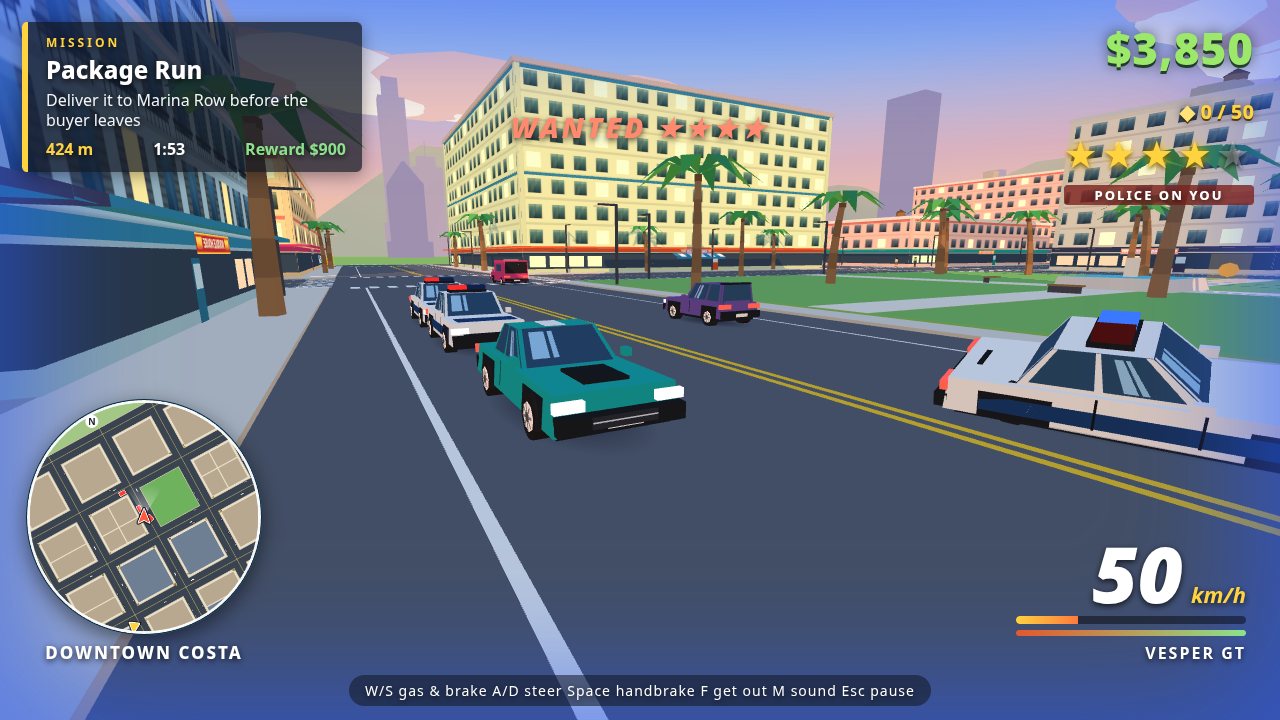 MISSION
Package Run
Deliver it to Marina Row before the
buyer leaves
424 m 1:53 Reward $900
$3,850
0 / 50
WANTED ★★★★
POLICE ON YOU
N
DOWNTOWN COSTA
50 km/h
VESPER GT
W/S gas & brake A/D steer Space handbrake F get out M sound Esc pause